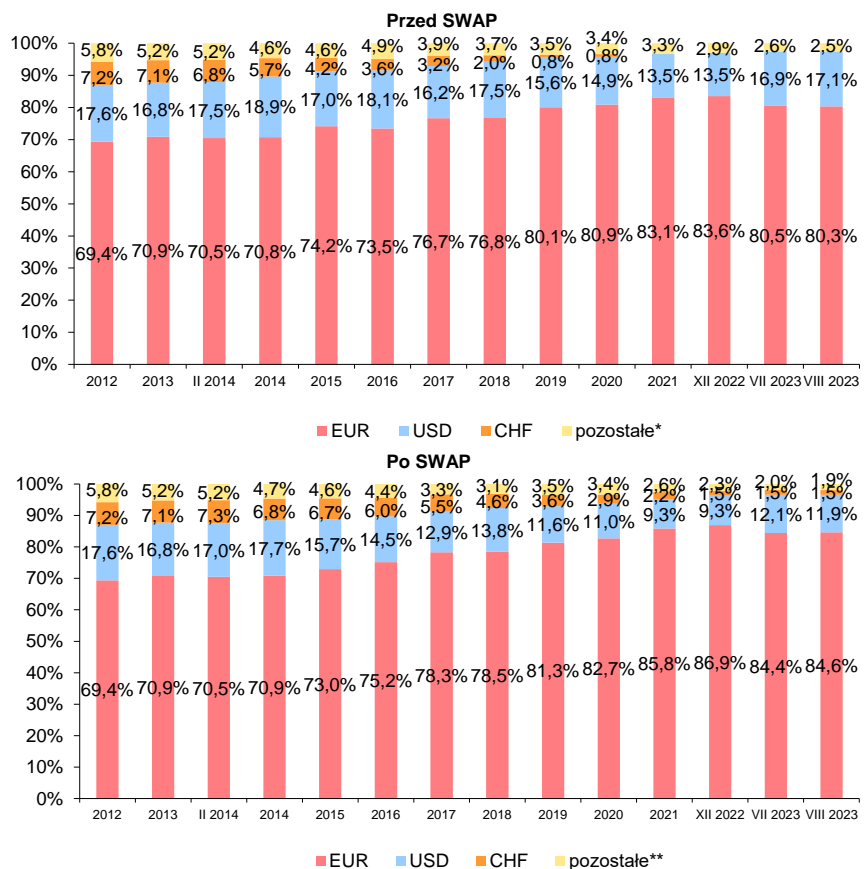 Przed SWAP
100%
90%
80%
70%
60%
50%
40%
30%
20%
10%
0%
5,8% 5,2% 5,2% 4,6% 4,6% 4,9% 3,9% 3,7% 3,5% 3,4% 3,3% 2,9% 2,6% 2,5%
7,2% 7,1% 6,8% 5,7% 4,2% 3,6% 3,2% 2,0% 0,8% 0,8%
17,6% 16,8% 17,5% 18,9% 17,0% 18,1% 16,2% 17,5% 15,6% 14,9% 13,5% 13,5% 16,9% 17,1%
69,4% 70,9% 70,5% 70,8% 74,2% 73,5% 76,7% 76,8% 80,1% 80,9% 83,1% 83,6% 80,5% 80,3%
2012 2013 II 2014 2014 2015 2016 2017 2018 2019 2020 2021 XII 2022 VII 2023 VIII 2023
EUR USD CHF pozostałe*
Po SWAP
100%
90%
80%
70%
60%
50%
40%
30%
20%
10%
0%
5,8% 5,2% 5,2% 4,7% 4,6% 4,4% 3,3% 3,1% 3,5% 3,4% 2,6% 2,3% 2,0% 1,9%
7,2% 7,1% 7,3% 6,8% 6,7% 6,0% 5,5% 4,6% 3,6% 2,9% 2,2% 1,5% 1,5% 1,5%
17,6% 16,8% 17,0% 17,7% 15,7% 14,5% 12,9% 13,8% 11,6% 11,0% 9,3% 9,3% 12,1% 11,9%
69,4% 70,9% 70,5% 70,9% 73,0% 75,2% 78,3% 78,5% 81,3% 82,7% 85,8% 86,9% 84,4% 84,6%
2012 2013 II 2014 2014 2015 2016 2017 2018 2019 2020 2021 XII 2022 VII 2023 VIII 2023
EUR USD CHF pozostałe**